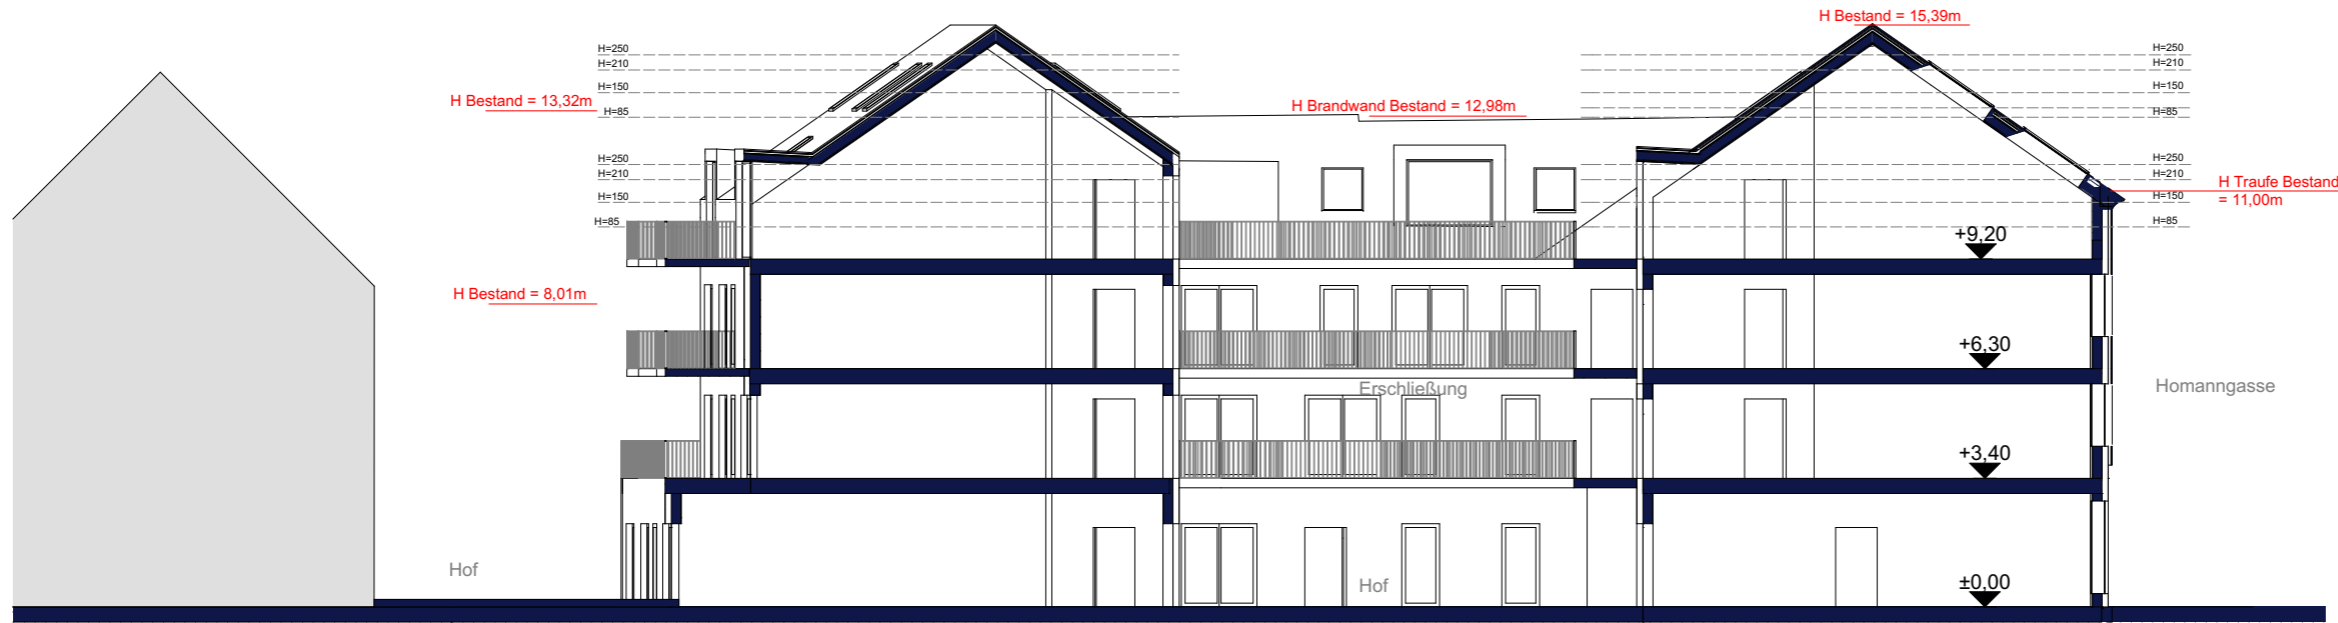 H Bestand = 15,39m
H=250
H=210
H Bestand = 13,32m
H=150
H=85
H Brandwand Bestand = 12,98m
H=250
H=210
H=150
H=85
H=250
H=210
H=150
H=85
H=250
H=210
H=150
H=85
H Traufe Bestand
= 11,00m
+9,20
H Bestand = 8,01m
+6,30
Erschließung
Homanngasse
+3,40
Hof
Hof
±0,00